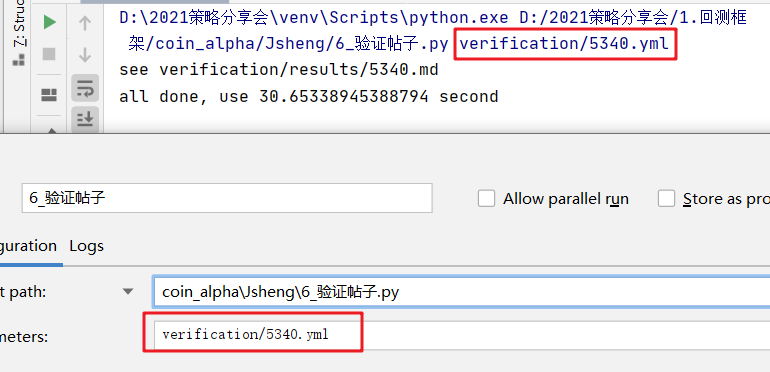 Z: Struc
D:\2021策略分享会\venv\Scripts\python.exe D:/2021策略分享会/1.回测框
架/coin_alpha/Jsheng/6_验证帖子.py verification/5340.yml
see verification/results/5340.md
all done, use 30.65338945388794 second
6_验证帖子 Allow parallel run Store as pro
guration Logs
t path: coin_alpha\Jsheng\6_验证帖子.py
meters: verification/5340.yml